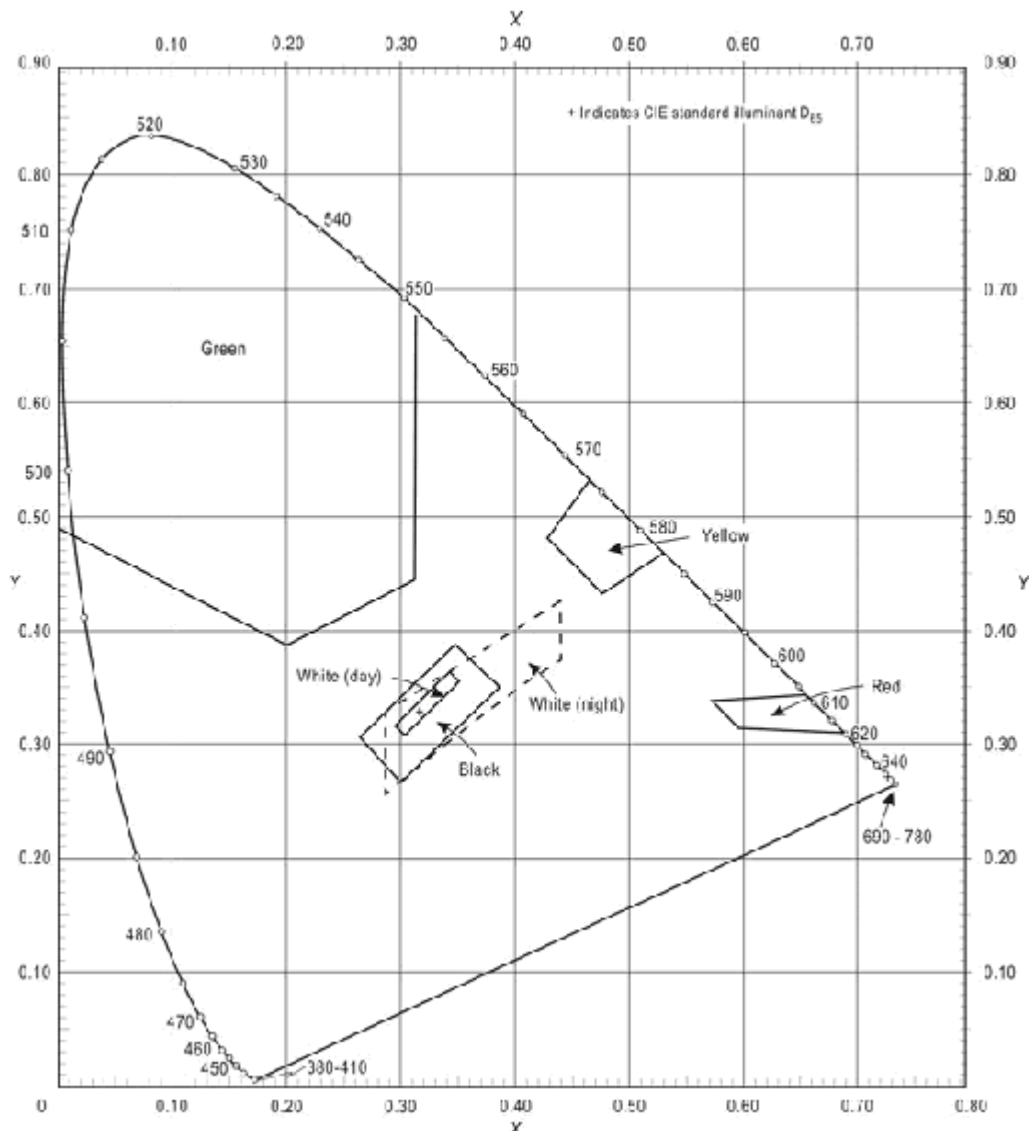 X
0.10 0.20 0.30 0.40 0.50 0.60 0.70
0.90 0.90
+ Indicates CIE standard illuminant D65
520
530
0.80 0.80
540
510
0.70 550 0.70
Green
560
0.60 0.60
570
500
0.50 580 0.50
Yellow
Y Y
590
0.40 0.40
600
White (day)
Red
White (night) 610
0.30 620 0.30
Black 640
490
690 - 780
0.20 0.20
480
0.10 0.10
470
460
450 380-410
0 0.10 0.20 0.30 0.40 0.50 0.60 0.70 0.80
X